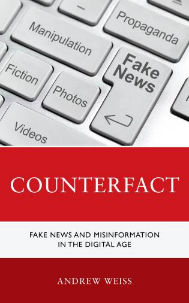 Propaganda
Manipulation
Fake
News
Fiction
Photos
Videos
COUNTERFACT
FAKE NEWS AND MISINFORMATION
IN THE DIGITAL AGE
ANDREW WEISS